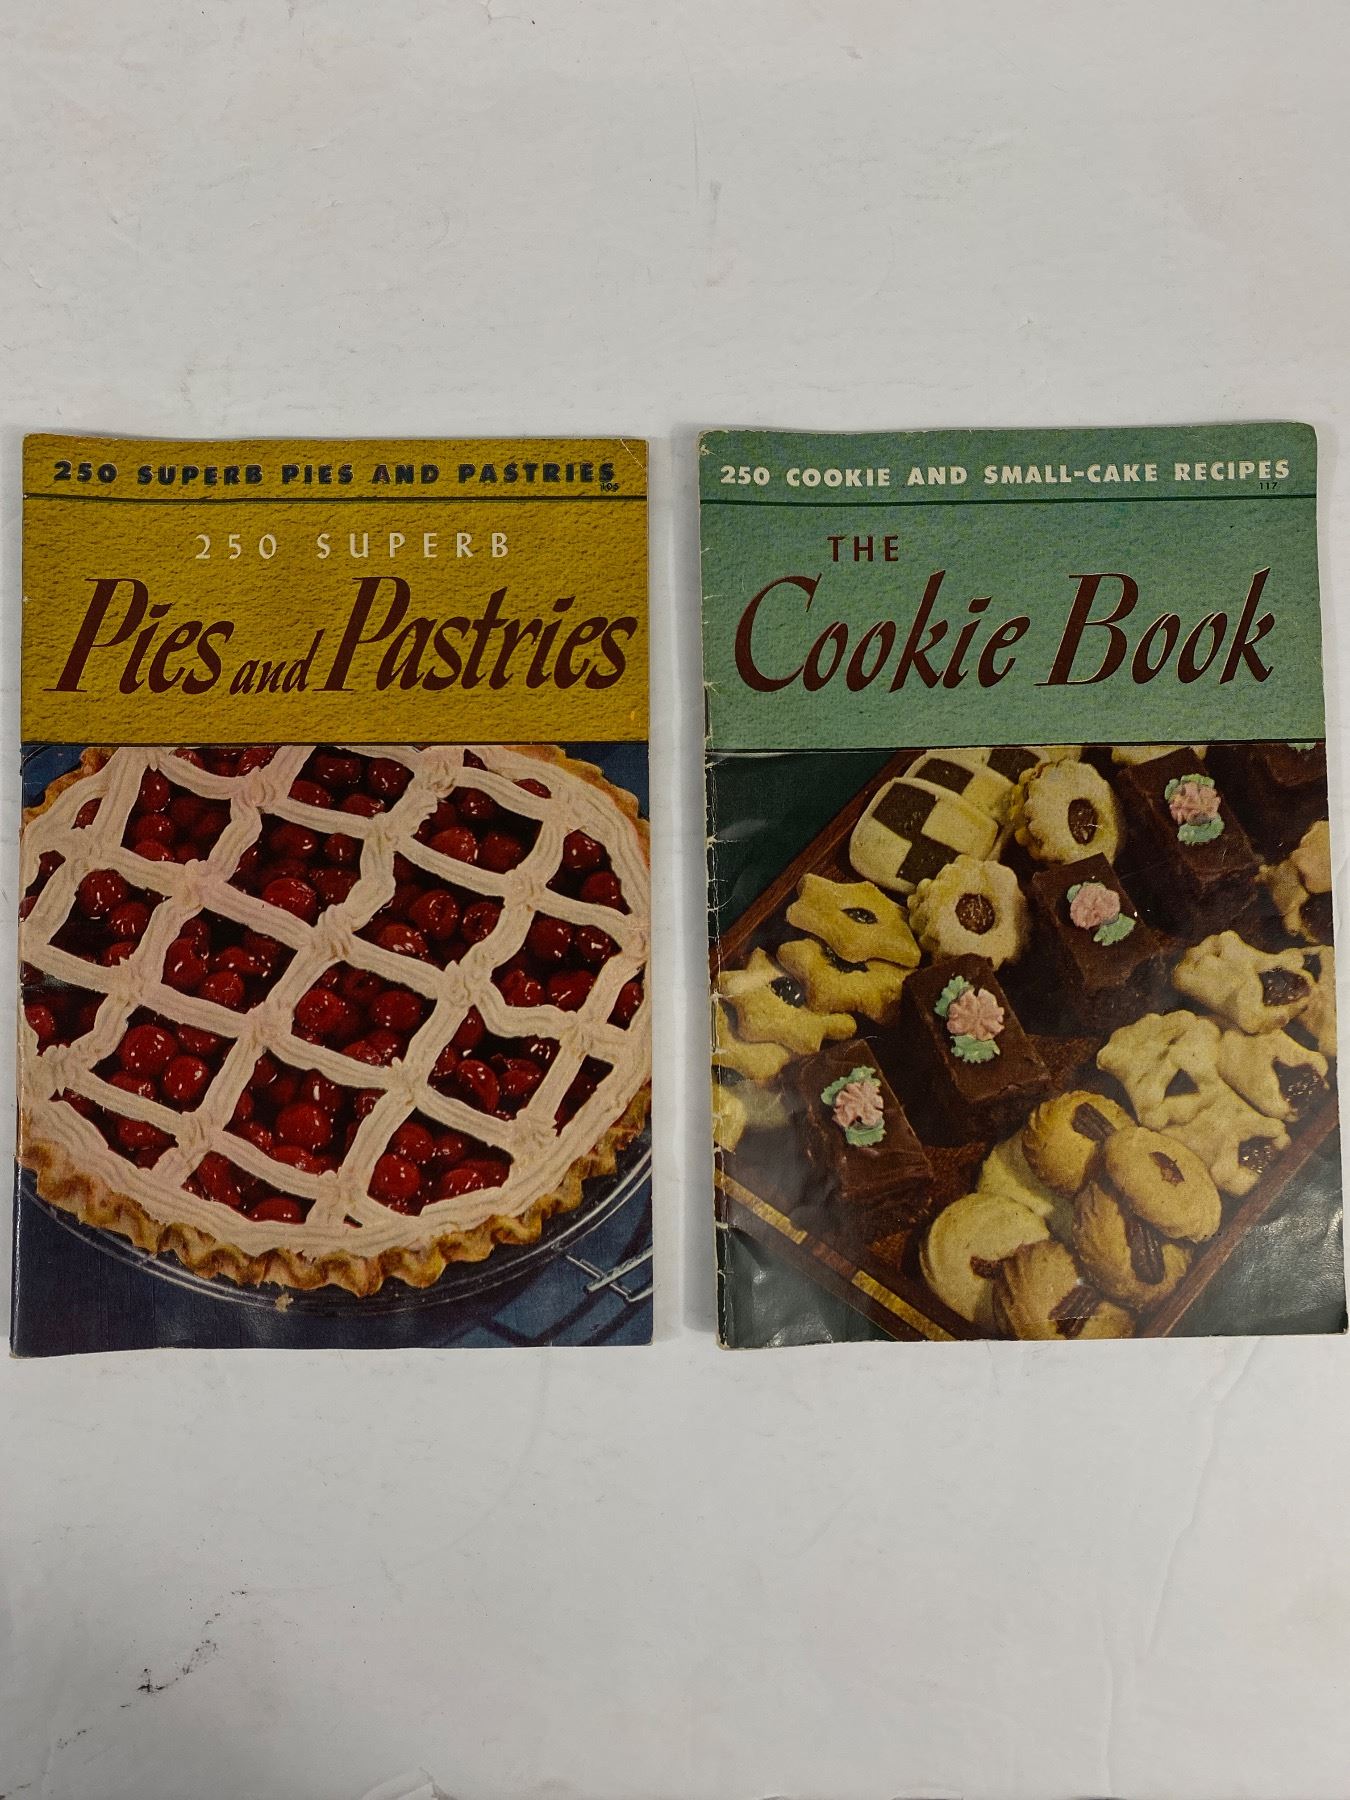 250 SUPERB PIES AND PASTRIES
105
250 SUPERB
Pies and Pastries
250 COOKIE AND SMALL-CAKE RECIPES
117
THE
Cookie Book